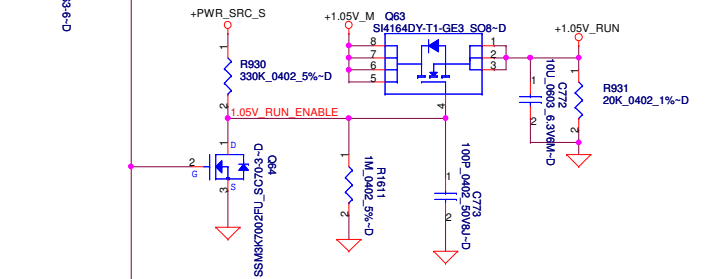 3-6~D
+PWR_SRC_S
1
R930
330K_0402_5%~D
2
+1.05V_M
Q63
SI4164DY-T1-GE3_SO8~D
8
7
6
5
1
2
3
4
+1.05V_RUN
1
2
C772
10U_0603_6.3V6M~D
1
2
R931
20K_0402_1%~D
1.05V_RUN_ENABLE
1
D
2
G
3
S
Q64
SSM3K7002FU_SC70-3~D
1
2
R1611
1M_0402_5%~D
1
2
C773
100P_0402_50V8J~D